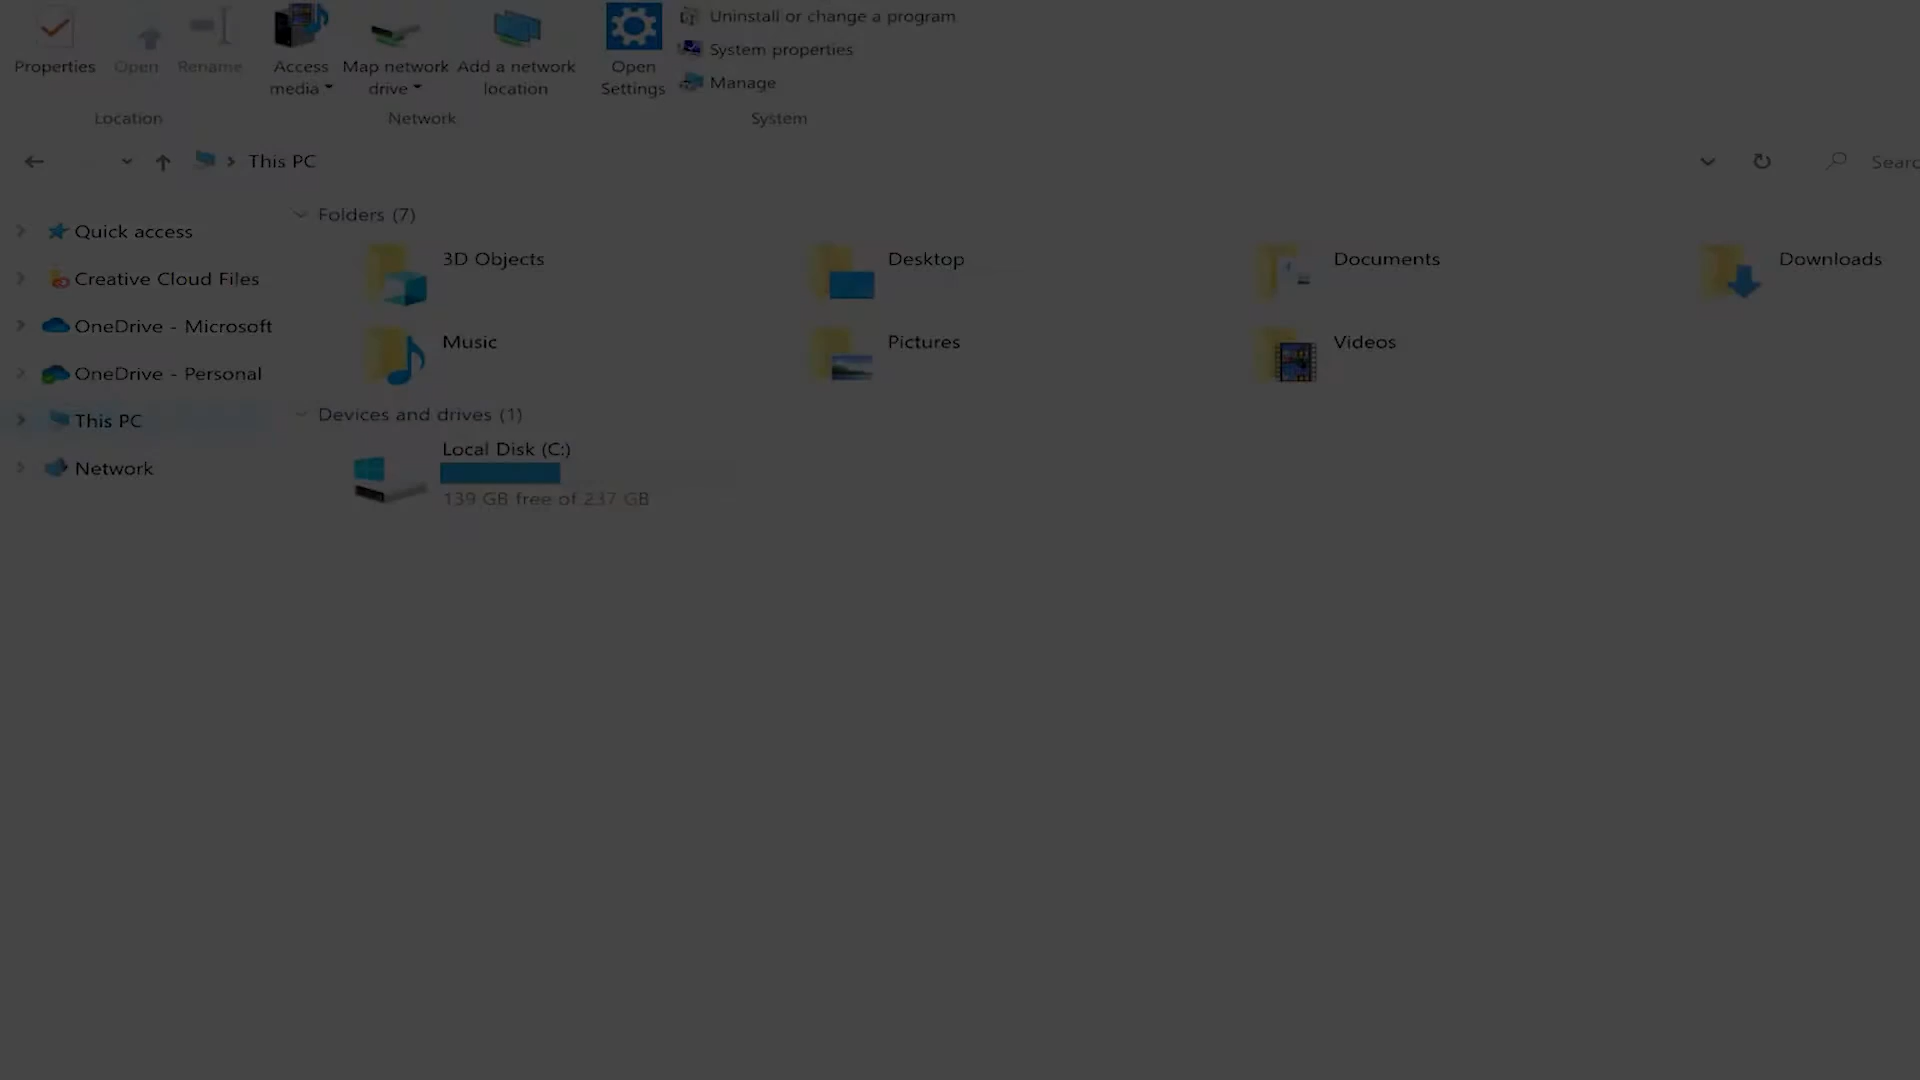 Properties Open Rename
Access media
Map network drive
Add a network location
Open Settings
Uninstall or change a program
System properties
Manage
Location Network System
This PC
Searc
Quick access
Creative Cloud Files
OneDrive - Microsoft
OneDrive - Personal
This PC
Network
Folders (7)
3D Objects Desktop Documents Downloads
Music Pictures Videos
Devices and drives (1)
Local Disk (C:)
139 GB free of 237 GB